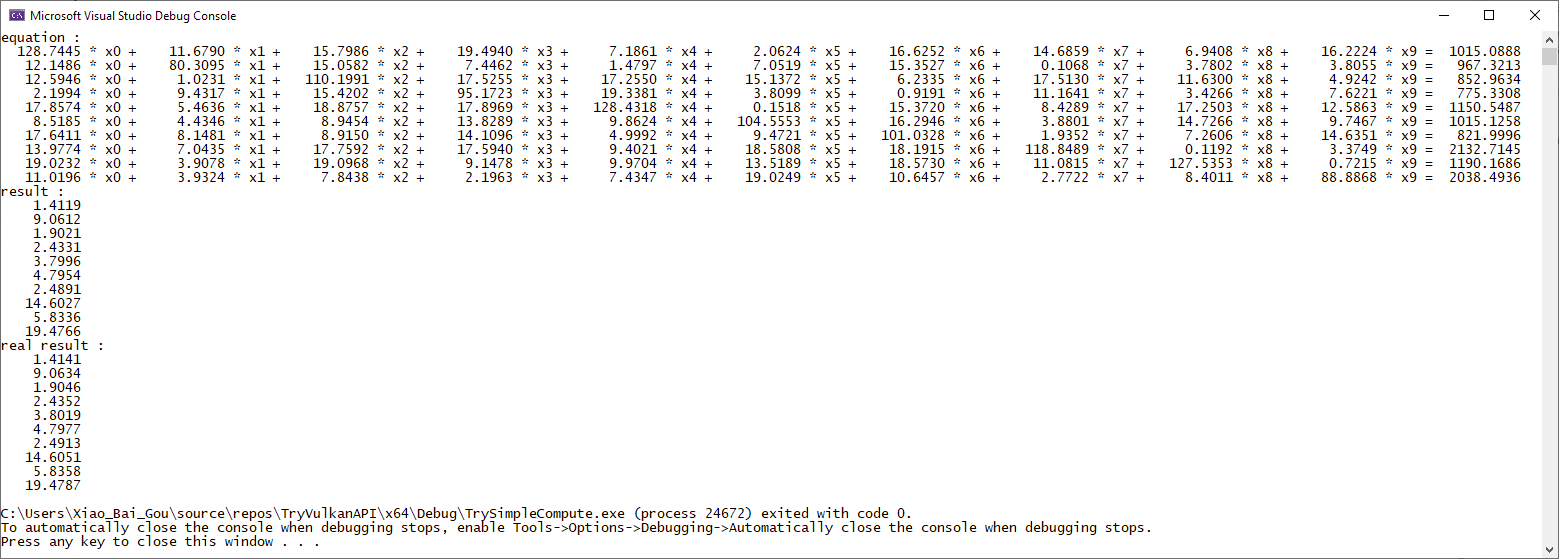 Microsoft Visual Studio Debug Console
equation :
128.7445 * x0 + 11.6790 * x1 + 15.7986 * x2 + 19.4940 * x3 + 7.1861 * x4 + 2.0624 * x5 + 16.6252 * x6 + 14.6859 * x7 + 6.9408 * x8 + 16.2224 * x9 = 1015.0888
12.1486 * x0 + 80.3095 * x1 + 15.0582 * x2 + 7.4462 * x3 + 1.4797 * x4 + 7.0519 * x5 + 15.3527 * x6 + 0.1068 * x7 + 3.7802 * x8 + 3.8055 * x9 = 967.3213
12.5946 * x0 + 1.0231 * x1 + 110.1991 * x2 + 17.5255 * x3 + 17.2550 * x4 + 15.1372 * x5 + 6.2335 * x6 + 17.5130 * x7 + 11.6300 * x8 + 4.9242 * x9 = 852.9634
2.1994 * x0 + 9.4317 * x1 + 15.4202 * x2 + 95.1723 * x3 + 19.3381 * x4 + 3.8099 * x5 + 0.9191 * x6 + 11.1641 * x7 + 3.4266 * x8 + 7.6221 * x9 = 775.3308
17.8574 * x0 + 5.4636 * x1 + 18.8757 * x2 + 17.8969 * x3 + 128.4318 * x4 + 0.1518 * x5 + 15.3720 * x6 + 8.4289 * x7 + 17.2503 * x8 + 12.5863 * x9 = 1150.5487
8.5185 * x0 + 4.4346 * x1 + 8.9454 * x2 + 13.8289 * x3 + 9.8624 * x4 + 104.5553 * x5 + 16.2946 * x6 + 3.8801 * x7 + 14.7266 * x8 + 9.7467 * x9 = 1015.1258
17.6411 * x0 + 8.1481 * x1 + 8.9150 * x2 + 14.1096 * x3 + 4.9992 * x4 + 9.4721 * x5 + 101.0328 * x6 + 1.9352 * x7 + 7.2606 * x8 + 14.6351 * x9 = 821.9996
13.9774 * x0 + 7.0435 * x1 + 17.7592 * x2 + 17.5940 * x3 + 9.4021 * x4 + 18.5808 * x5 + 18.1915 * x6 + 118.8489 * x7 + 0.1192 * x8 + 3.3749 * x9 = 2132.7145
19.0232 * x0 + 3.9078 * x1 + 19.0968 * x2 + 9.1478 * x3 + 9.9704 * x4 + 13.5189 * x5 + 18.5730 * x6 + 11.0815 * x7 + 127.5353 * x8 + 0.7215 * x9 = 1190.1686
11.0196 * x0 + 3.9324 * x1 + 7.8438 * x2 + 2.1963 * x3 + 7.4347 * x4 + 19.0249 * x5 + 10.6457 * x6 + 2.7722 * x7 + 8.4011 * x8 + 88.8868 * x9 = 2038.4936
result :
1.4119
9.0612
1.9021
2.4331
3.7996
4.7954
2.4891
14.6027
5.8336
19.4766
real result :
1.4141
9.0634
1.9046
2.4352
3.8019
4.7977
2.4913
14.6051
5.8358
19.4787
C:\Users\Xiao_Bai_Gou\source\repos\TryVulkanAPI\x64\Debug\TrySimpleCompute.exe (process 24672) exited with code 0.
To automatically close the console when debugging stops, enable Tools->Options->Debugging->Automatically close the console when debugging stops.
Press any key to close this window . . .